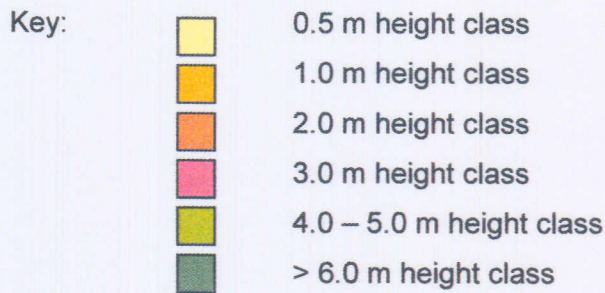 Key:
0.5 m height class
1.0 m height class
2.0 m height class
3.0 m height class
4.0 – 5.0 m height class
> 6.0 m height class